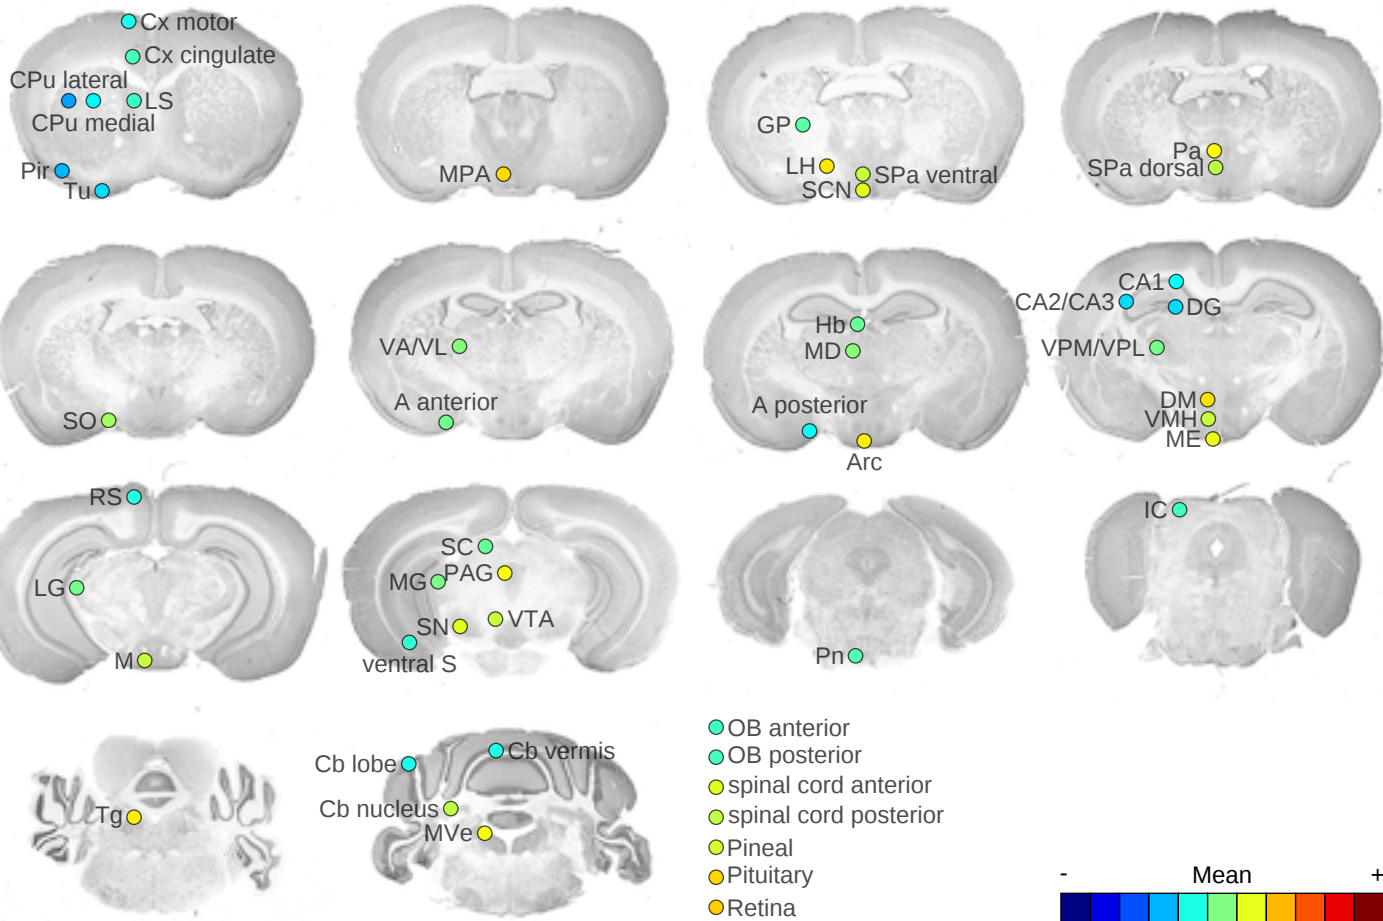 Cx motor
Cx cingulate
CPu lateral
LS
CPu medial
Pir
Tu
MPA
GP
LH
SPa ventral
SCN
Pa
SPa dorsal
SO
VA/VL
A anterior
Hb
MD
A posterior
Arc
CA1
CA2/CA3
DG
VPM/VPL
DM
VMH
ME
RS
LG
M
SC
MG
PAG
SN
VTA
ventral S
Pn
IC
Tg
Cb lobe
Cb vermis
Cb nucleus
MVe
OB anterior
OB posterior
spinal cord anterior
spinal cord posterior
Pineal
Pituitary
Retina
- Mean +